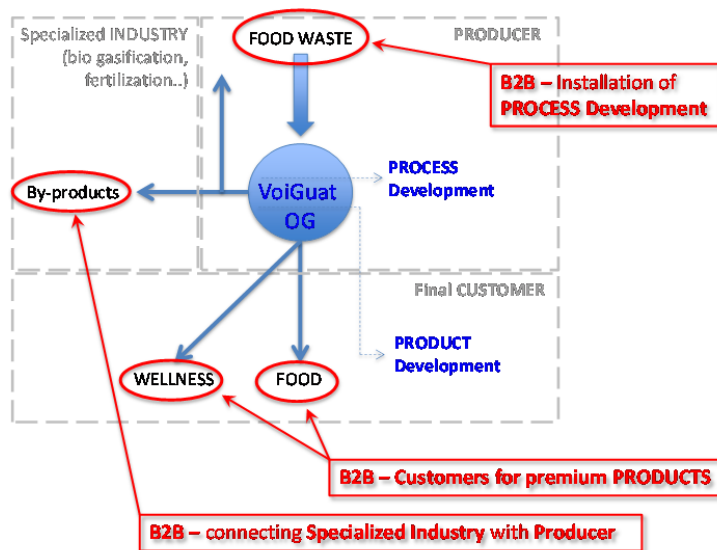 Specialized INDUSTRY
(bio gasification,
fertilization..)
FOOD WASTE
PRODUCER
B2B – Installation of
PROCESS Development
By-products
VoiGuat
OG
PROCESS
Development
Final CUSTOMER
PRODUCT
Development
WELLNESS
FOOD
B2B – Customers for premium PRODUCTS
B2B – connecting Specialized Industry with Producer